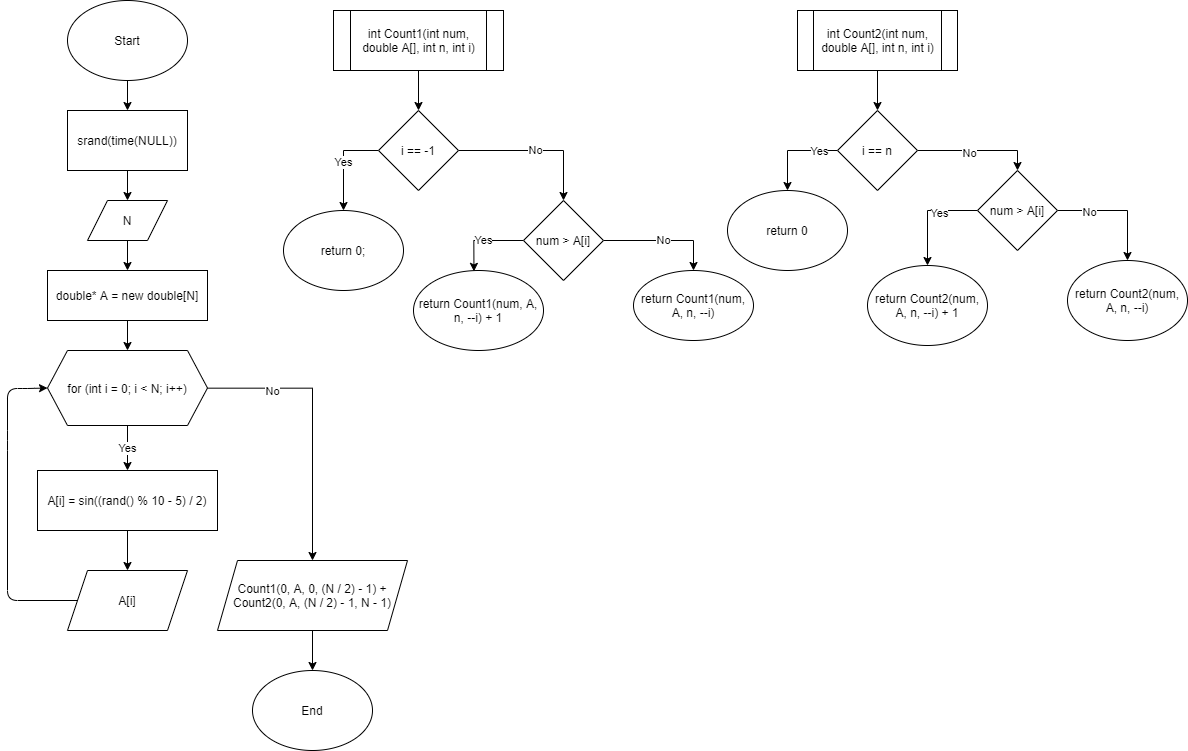 Start
srand(time(NULL))
N
double* A = new double[N]
for (int i = 0; i < N; i++)
No
Yes
A[i] = sin((rand() % 10 - 5) / 2)
A[i]
Count1(0, A, 0, (N / 2) - 1) +
Count2(0, A, (N / 2) - 1, N - 1)
End
int Count1(int num,
double A[], int n, int i)
i == -1
Yes
No
return 0;
num > A[i]
Yes
No
return Count1(num, A,
n, --i) + 1
return Count1(num,
A, n, --i)
int Count2(int num,
double A[], int n, int i)
i == n
Yes
No
return 0
num > A[i]
Yes
No
return Count2(num,
A, n, --i) + 1
return Count2(num,
A, n, --i)